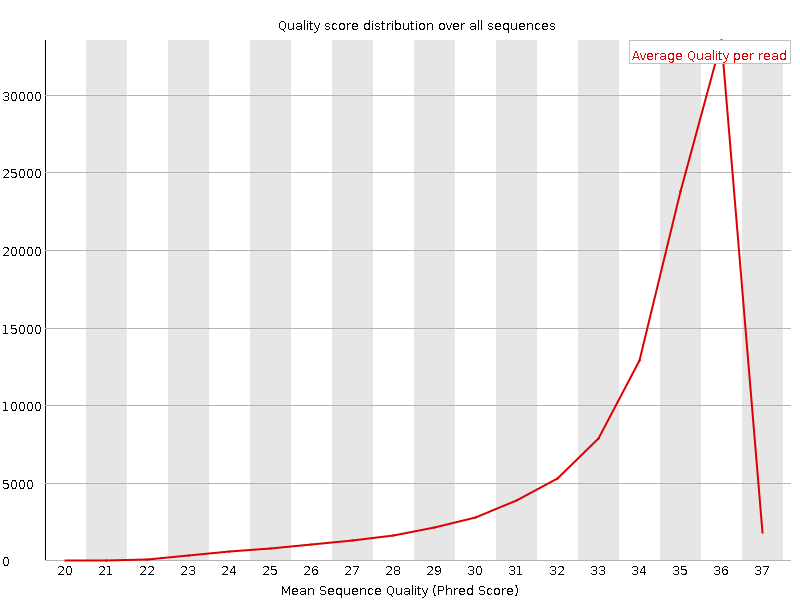 Quality score distribution over all sequences
Average Quality per read
30000
25000
20000
15000
10000
5000
0
20 21 22 23 24 25 26 27 28 29 30 31 32 33 34 35 36 37
Mean Sequence Quality (Phred Score)